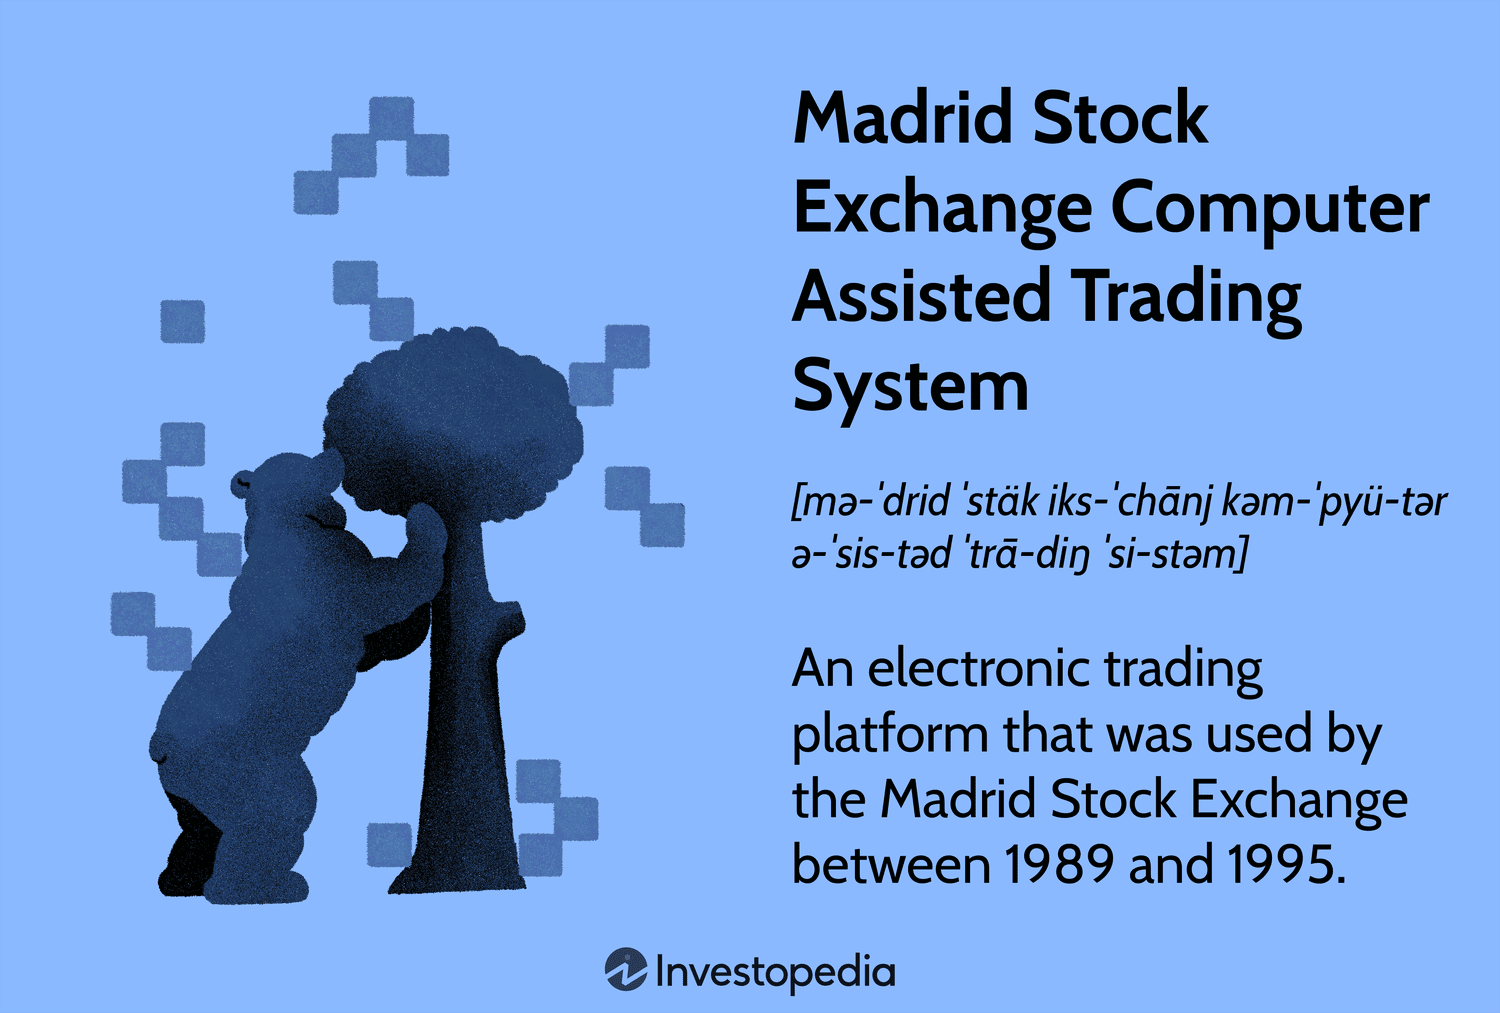 Madrid Stock
Exchange Computer
Assisted Trading
System
[mə-ˈdrid ˈstäk iks-ˈchānj kəm-ˈpyü-tər
ə-ˈsis-təd ˈtrā-diŋ ˈsi-stəm]
An electronic trading
platform that was used by
the Madrid Stock Exchange
between 1989 and 1995.
Investopedia